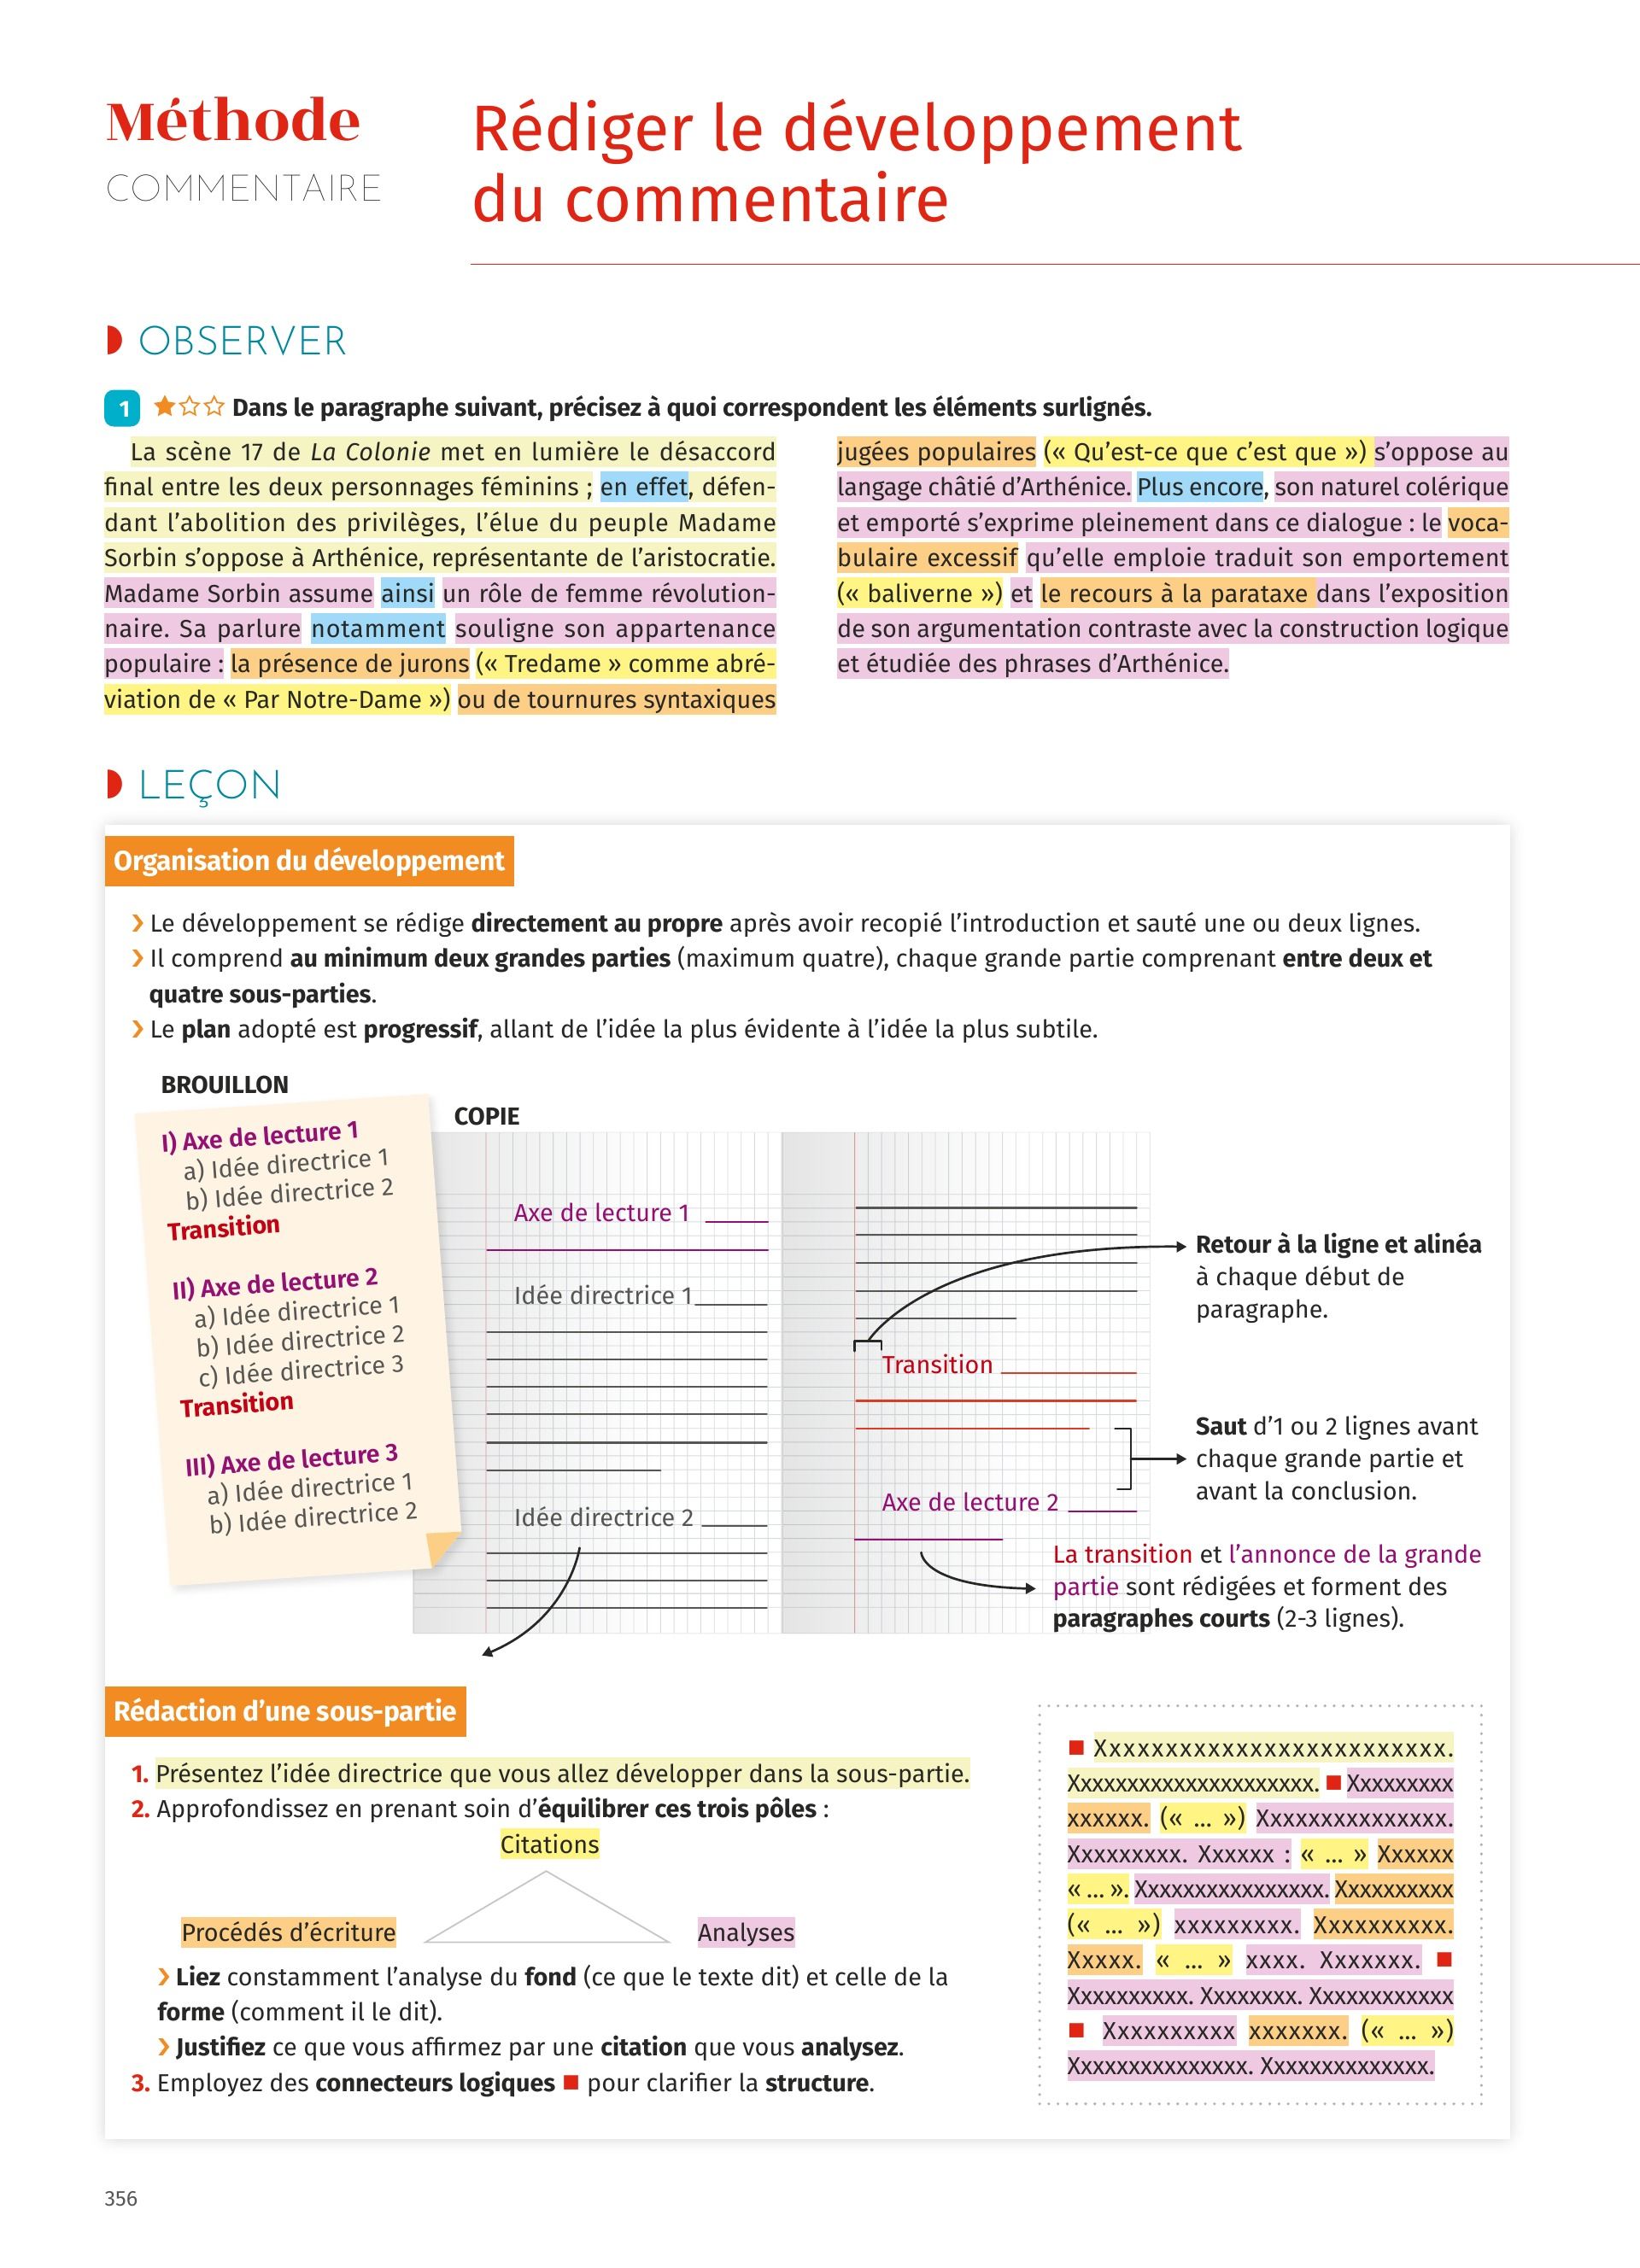 Méthode
COMMENTAIRE
Rédiger le développement
du commentaire
OBSERVER
1 Dans le paragraphe suivant, précisez à quoi correspondent les éléments surlignés.
La scène 17 de La Colonie met en lumière le désaccord
final entre les deux personnages féminins ; en effet, défen-
dant l'abolition des privilèges, l'élue du peuple Madame
Sorbin s'oppose à Arthénice, représentante de l'aristocratie.
Madame Sorbin assume ainsi un rôle de femme révolution-
naire. Sa parlure notamment souligne son appartenance
populaire : la présence de jurons (« Tredame » comme abré-
viation de « Par Notre-Dame ») ou de tournures syntaxiques
jugées populaires (« Qu'est-ce que c'est que ») s'oppose au
langage châtié d'Arthénice. Plus encore, son naturel colérique
et emporté s'exprime pleinement dans ce dialogue : le voca-
bulaire excessif qu'elle emploie traduit son emportement
(« baliverne ») et le recours à la parataxe dans l'exposition
de son argumentation contraste avec la construction logique
et étudiée des phrases d'Arthénice.
LEÇON
Organisation du développement
› Le développement se rédige directement au propre après avoir recopié l'introduction et sauté une ou deux lignes.
› Il comprend au minimum deux grandes parties (maximum quatre), chaque grande partie comprenant entre deux et
quatre sous-parties.
› Le plan adopté est progressif, allant de l'idée la plus évidente à l'idée la plus subtile.
BROUILLON
I) Axe de lecture 1
a) Idée directrice 1
b) Idée directrice 2
Transition
II) Axe de lecture 2
a) Idée directrice 1
b) Idée directrice 2
c) Idée directrice 3
Transition
III) Axe de lecture 3
a) Idée directrice 1
b) Idée directrice 2
COPIE
Axe de lecture 1
Idée directrice 1
Idée directrice 2
Transition
Axe de lecture 2
Retour à la ligne et alinéa
à chaque début de
paragraphe.
Saut d'1 ou 2 lignes avant
chaque grande partie et
avant la conclusion.
La transition et l'annonce de la grande
partie sont rédigées et forment des
paragraphes courts (2-3 lignes).
Rédaction d'une sous-partie
1. Présentez l'idée directrice que vous allez développer dans la sous-partie.
2. Approfondissez en prenant soin d'équilibrer ces trois pôles :
Citations
Procédés d'écriture
Analyses
› Liez constamment l'analyse du fond (ce que le texte dit) et celle de la
forme (comment il le dit).
› Justifiez ce que vous affirmez par une citation que vous analysez.
3. Employez des connecteurs logiques ■ pour clarifier la structure.
■ Xxxxxxxxxxxxxxxxxxxxxxxxx.
Xxxxxxxxxxxxxxxxxxxxx. ■ Xxxxxxxxx
xxxxxx. (« ... ») Xxxxxxxxxxxxxxx.
Xxxxxxxxx. Xxxxxx : « ... » Xxxxxx
« ... ». Xxxxxxxxxxxxxxxx. Xxxxxxxxxx
(« ... ») xxxxxxxxx. Xxxxxxxxxx.
Xxxxx. « ... » xxxx. Xxxxxxx. ■
Xxxxxxxxxx. Xxxxxxxx. Xxxxxxxxxxxx
■ Xxxxxxxxxx xxxxxxx. (« ... »)
Xxxxxxxxxxxxxxx. Xxxxxxxxxxxxxx.
356